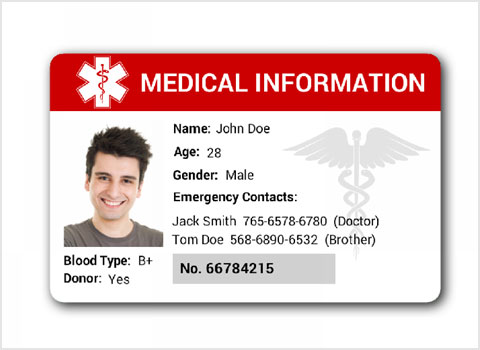 MEDICAL INFORMATION
Name: John Doe
Age: 28
Gender: Male
Emergency Contacts:
Jack Smith 765-6578-6780 (Doctor)
Tom Doe 568-6890-6532 (Brother)
Blood Type: B+
Donor: Yes
No. 66784215